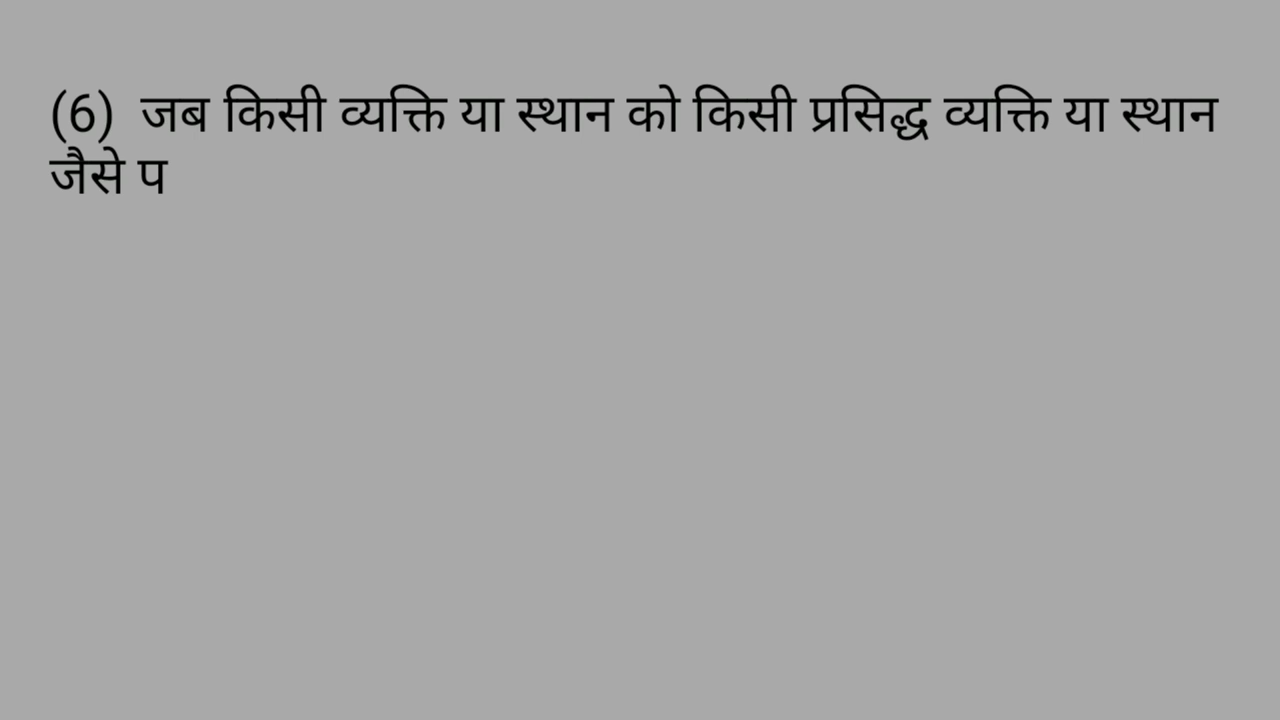 (6) जब किसी व्यक्ति या स्थान को किसी प्रसिद्ध व्यक्ति या स्थान
जैसे प